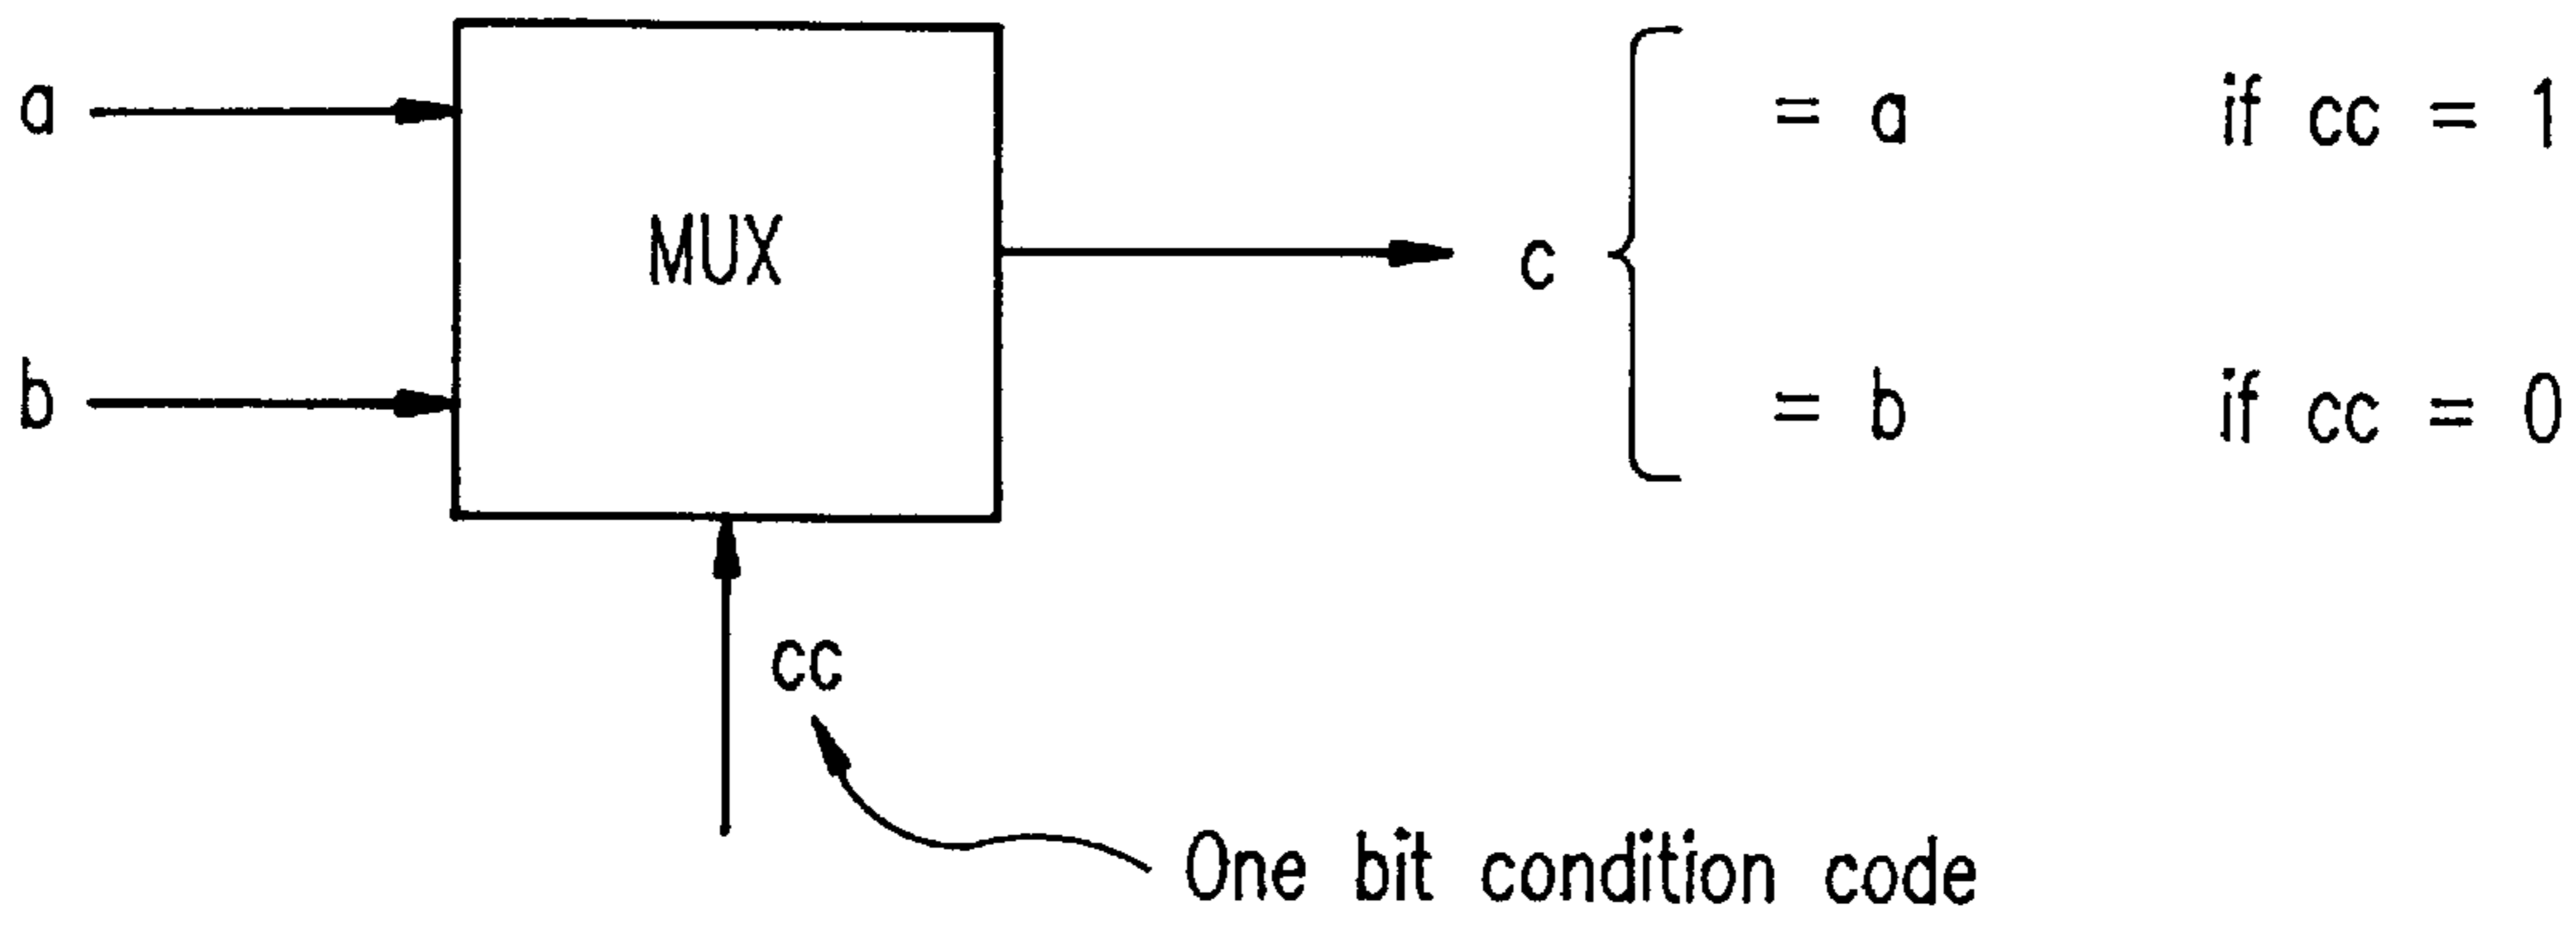 a
= a if cc = 1
MUX
c
b
= b if cc = 0
cc
One bit condition code